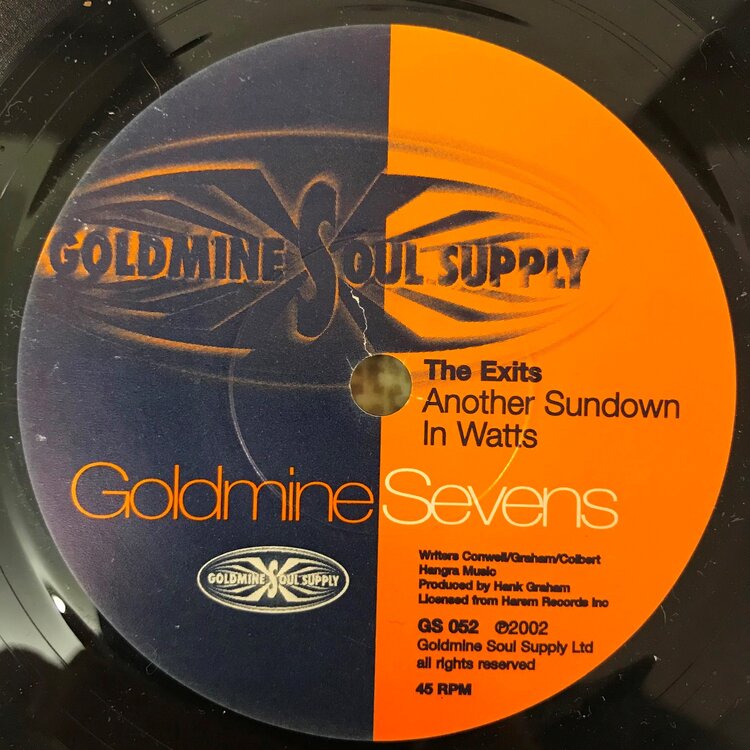 GOLDMINE SOUL SUPPLY
The Exits
Another Sundown
In Watts
Goldmine Sevens
GOLDMINE SOUL SUPPLY
Writers Conwell/Graham/Colbert
Hangra Music
Produced by Hank Graham
Licensed from Harem Records Inc
GS 052 ℗2002
Goldmine Soul Supply Ltd
all rights reserved
45 RPM